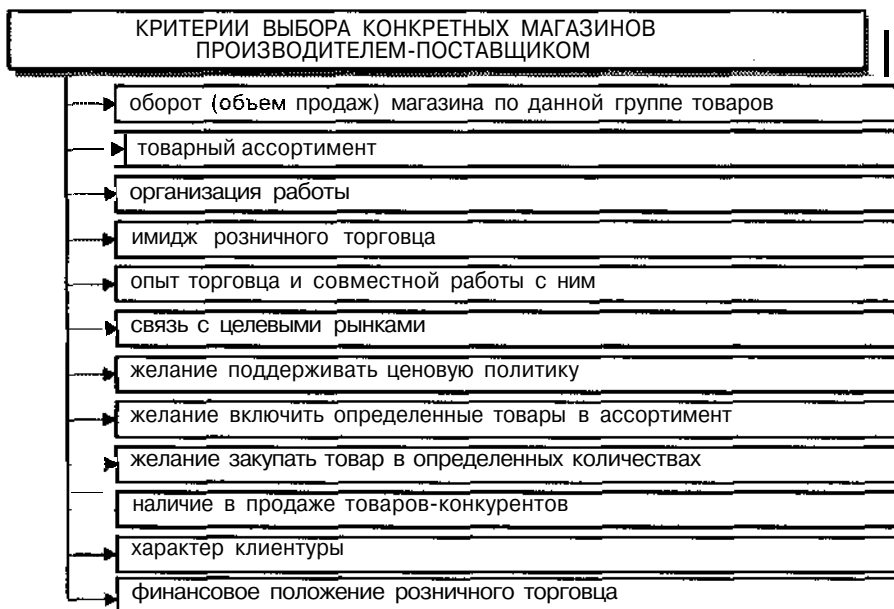 КРИТЕРИИ ВЫБОРА КОНКРЕТНЫХ МАГАЗИНОВ
ПРОИЗВОДИТЕЛЕМ-ПОСТАВЩИКОМ
оборот (объем продаж) магазина по данной группе товаров
товарный ассортимент
организация работы
имидж розничного торговца
опыт торговца и совместной работы с ним
связь с целевыми рынками
желание поддерживать ценовую политику
желание включить определенные товары в ассортимент
желание закупать товар в определенных количествах
наличие в продаже товаров-конкурентов
характер клиентуры
финансовое положение розничного торговца